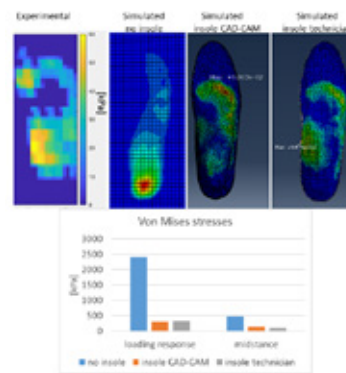 Experimental
Simulated
no insole
Simulated
insole CAD-CAM
Simulated
insole technician
[kPa]
Von Mises stresses
3000
2500
2000
1500
1000
500
0
[kPa]
loading response
midstance
no insole
insole CAD-CAM
insole technician